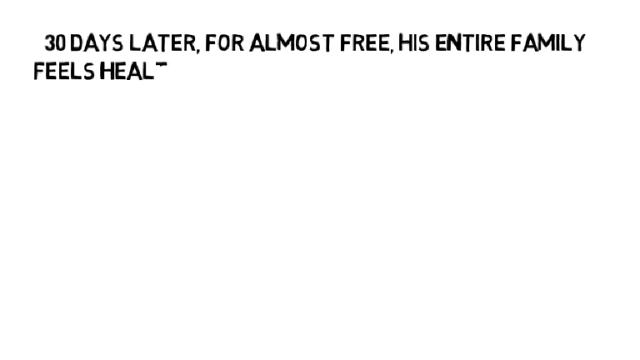 30 DAYS LATER, FOR ALMOST FREE, HIS ENTIRE FAMILY
FEELS HEAL